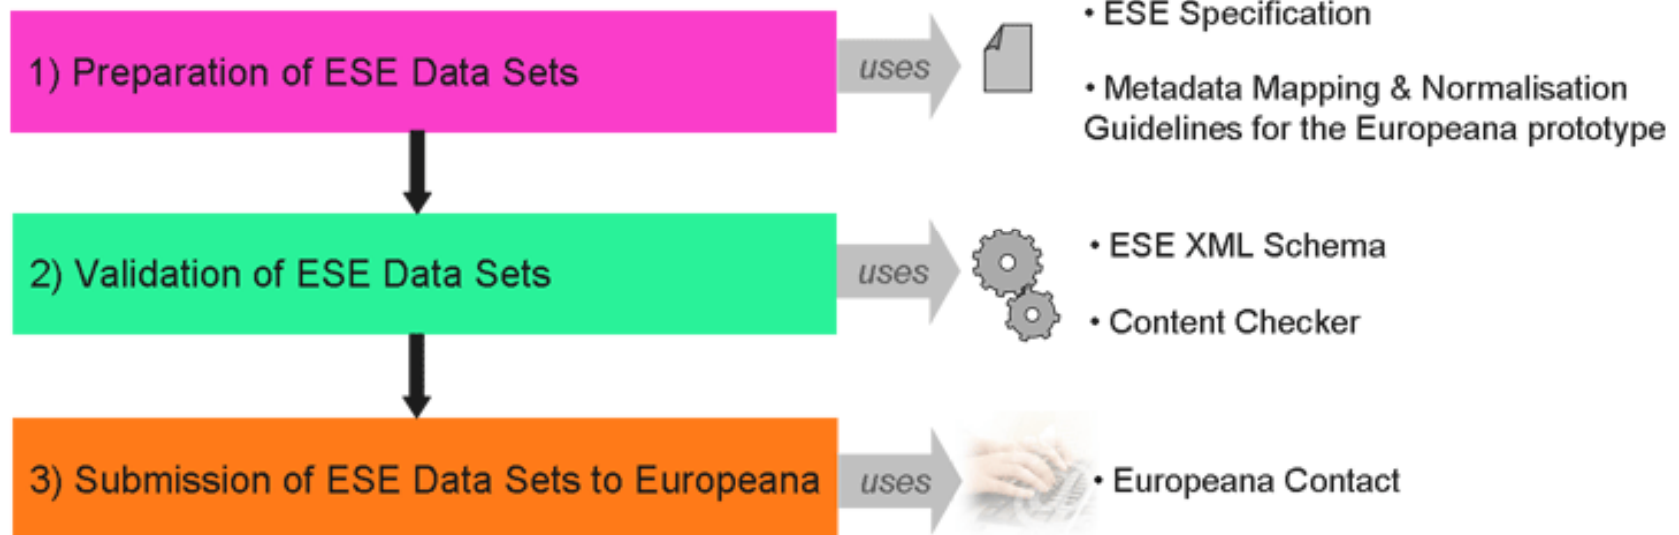 1) Preparation of ESE Data Sets
uses
• ESE Specification
• Metadata Mapping & Normalisation
Guidelines for the Europeana prototype
2) Validation of ESE Data Sets
uses
• ESE XML Schema
• Content Checker
3) Submission of ESE Data Sets to Europeana
uses
• Europeana Contact